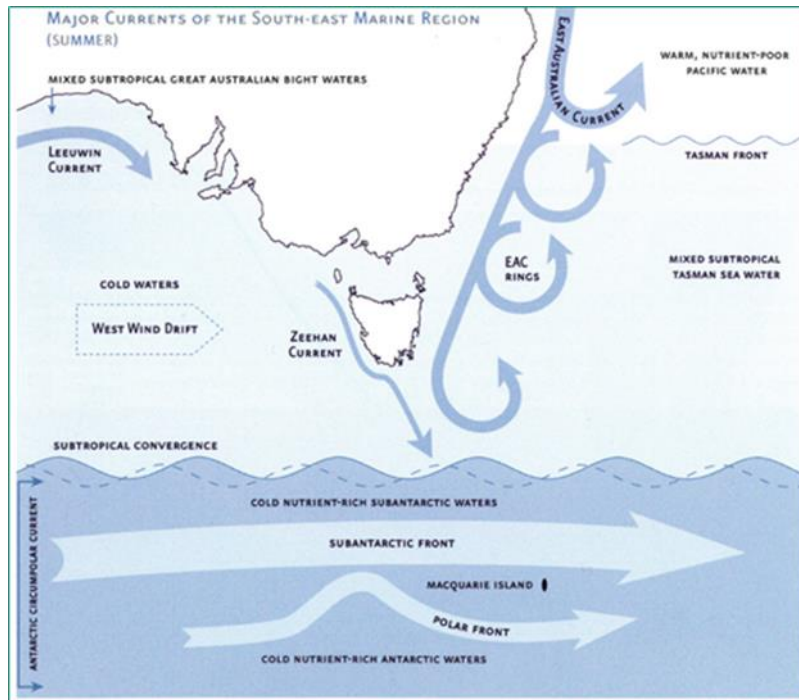 MAJOR CURRENTS OF THE SOUTH-EAST MARINE REGION
(SUMMER)
MIXED SUBTROPICAL GREAT AUSTRALIAN BIGHT WATERS
EAST AUSTRALIAN CURRENT
WARM, NUTRIENT-POOR
PACIFIC WATER
LEEUWIN
CURRENT
TASMAN FRONT
EAC
RINGS
MIXED SUBTROPICAL
TASMAN SEA WATER
COLD WATERS
WEST WIND DRIFT
ZEEHAN
CURRENT
SUBTROPICAL CONVERGENCE
ANTARCTIC CIRCUMPOLAR CURRENT
COLD NUTRIENT-RICH SUBANTARCTIC WATERS
SUBANTARCTIC FRONT
MACQUARIE ISLAND
POLAR FRONT
COLD NUTRIENT-RICH ANTARCTIC WATERS